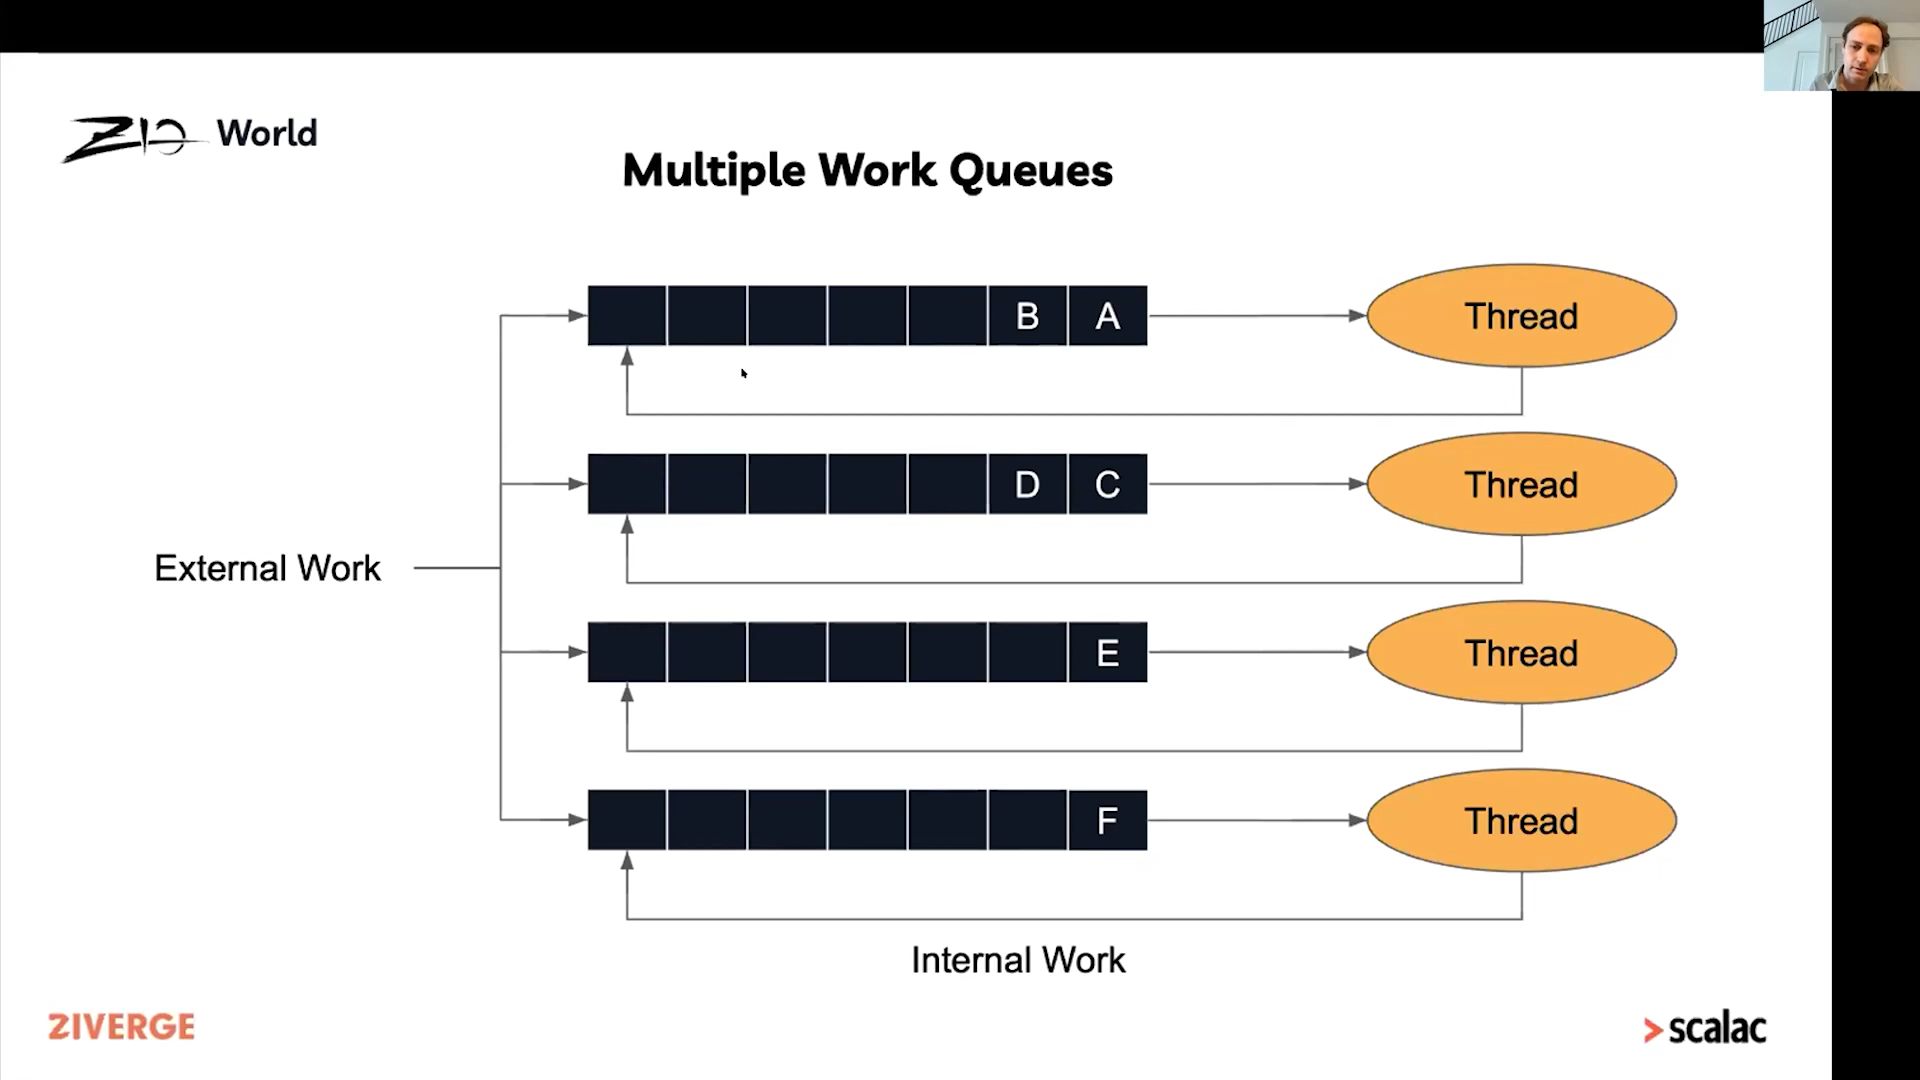 ZIO World
Multiple Work Queues
B A Thread
D C Thread
External Work
E Thread
F Thread
Internal Work
ZIVERGE
scalac